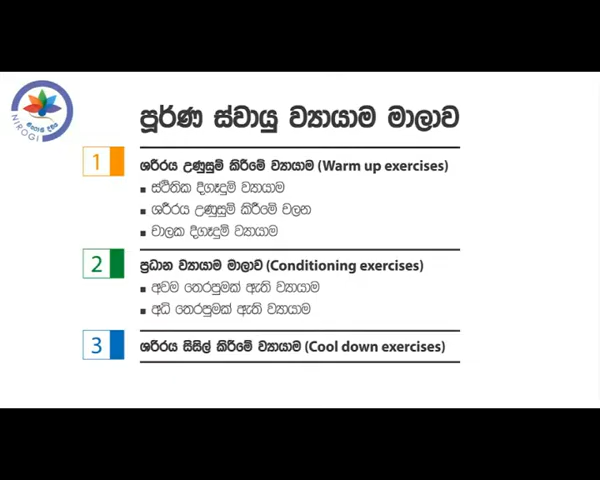 NIROGI
පූර්ණ ස්වායු ව්‍යායාම මාලාව
1 ශරීරය උණුසුම් කිරීමේ ව්‍යායාම (Warm up exercises)
▪ ස්ථිතික දිගෑදුම් ව්‍යායාම
▪ ශරීරය උණුසුම් කිරීමේ චලන
▪ චාලක දිගෑදුම් ව්‍යායාම
2 ප්‍රධාන ව්‍යායාම මාලාව (Conditioning exercises)
▪ අවම තෙරපුමක් ඇති ව්‍යායාම
▪ අධි තෙරපුමක් ඇති ව්‍යායාම
3 ශරීරය සිසිල් කිරීමේ ව්‍යායාම (Cool down exercises)